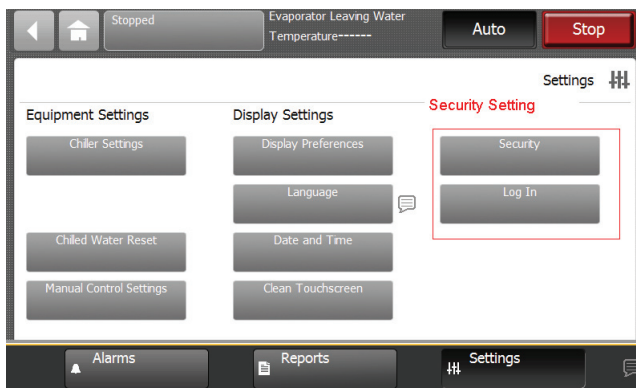 Stopped
Evaporator Leaving Water
Temperature------
Auto
Stop
Settings
Equipment Settings
Display Settings
Security Setting
Chiller Settings
Display Preferences
Security
Language
Log In
Chilled Water Reset
Date and Time
Manual Control Settings
Clean Touchscreen
Alarms
Reports
Settings